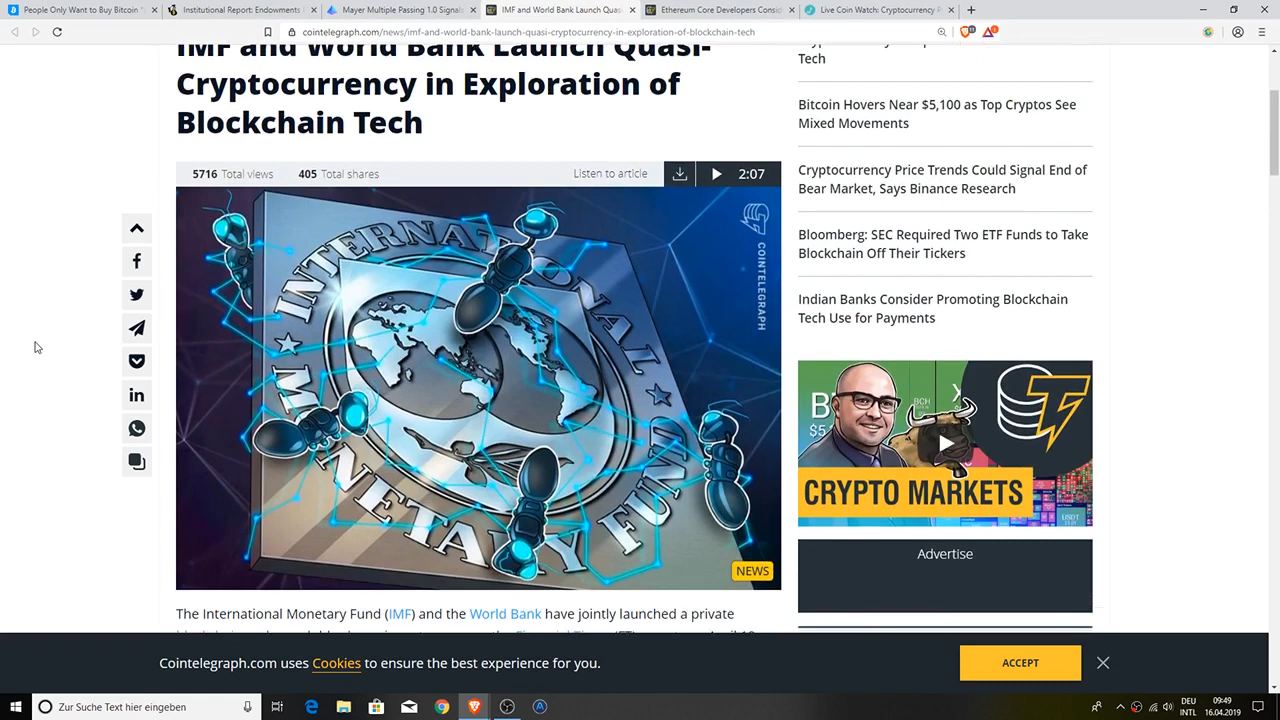 People Only Want to Buy Bitcoin "
Institutional Report: Endowments
Mayer Multiple Passing 1.0 Signals
IMF and World Bank Launch Quas
Ethereum Core Developers Consid
Live Coin Watch: Cryptocurrency P
cointelegraph.com/news/imf-and-world-bank-launch-quasi-cryptocurrency-in-exploration-of-blockchain-tech
IMF and World Bank Launch Quasi-
Cryptocurrency in Exploration of
Blockchain Tech
5716 Total views
405 Total shares
Listen to article
2:07
INTERNATIONAL
MONETARY FUND
COINTELEGRAPH
NEWS
The International Monetary Fund (IMF) and the World Bank have jointly launched a private
Tech
Bitcoin Hovers Near $5,100 as Top Cryptos See
Mixed Movements
Cryptocurrency Price Trends Could Signal End of
Bear Market, Says Binance Research
Bloomberg: SEC Required Two ETF Funds to Take
Blockchain Off Their Tickers
Indian Banks Consider Promoting Blockchain
Tech Use for Payments
BCH
$5,0
CRYPTO MARKETS
USDT
Advertise
Cointelegraph.com uses Cookies to ensure the best experience for you.
ACCEPT
Zur Suche Text hier eingeben
DEU
INTL
09:49
16.04.2019